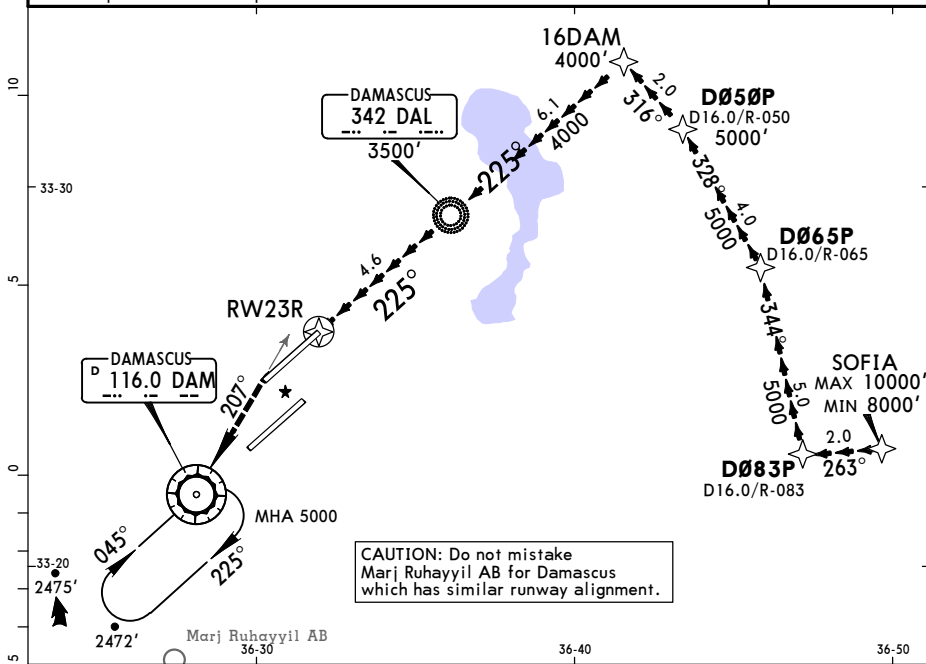 16DAM
4000'
2.0
316°
DØ5ØP
D16.0/R-050
5000'
10
DAMASCUS
342 DAL
3500'
6.1
4000
225°
328°
4.0
5000
33-30
DØ65P
D16.0/R-065
5
4.6
225°
RW23R
344°
5.0
5000
SOFIA
MAX 10000'
MIN 8000'
2.0
263°
DAMASCUS
D 116.0 DAM
207°
DØ83P
D16.0/R-083
0
MHA 5000
045°
225°
33-20
2475'
2472'
CAUTION: Do not mistake
Marj Ruhayyil AB for Damascus
which has similar runway alignment.
Marj Ruhayyil AB
5
36-30
36-40
36-50